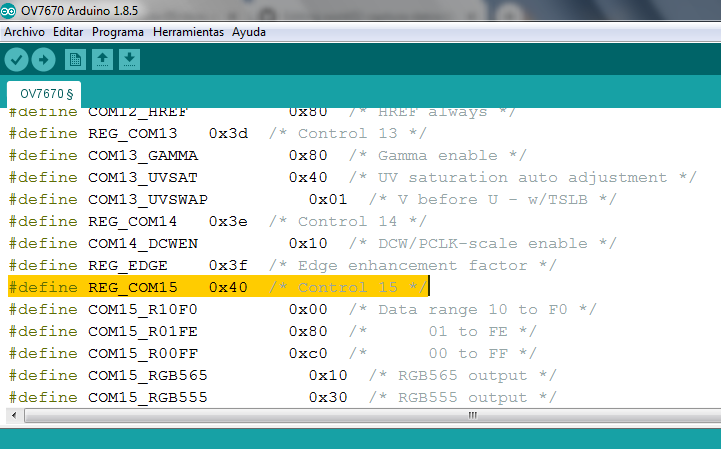 OV7670 Arduino 1.8.5
Archivo Editar Programa Herramientas Ayuda
OV7670 §
#define COM12_HREF 0x80 /* HREF always */
#define REG_COM13 0x3d /* Control 13 */
#define COM13_GAMMA 0x80 /* Gamma enable */
#define COM13_UVSAT 0x40 /* UV saturation auto adjustment */
#define COM13_UVSWAP 0x01 /* V before U - w/TSLB */
#define REG_COM14 0x3e /* Control 14 */
#define COM14_DCWEN 0x10 /* DCW/PCLK-scale enable */
#define REG_EDGE 0x3f /* Edge enhancement factor */
#define REG_COM15 0x40 /* Control 15 */
#define COM15_R10F0 0x00 /* Data range 10 to F0 */
#define COM15_R01FE 0x80 /* 01 to FE */
#define COM15_R00FF 0xc0 /* 00 to FF */
#define COM15_RGB565 0x10 /* RGB565 output */
#define COM15_RGB555 0x30 /* RGB555 output */